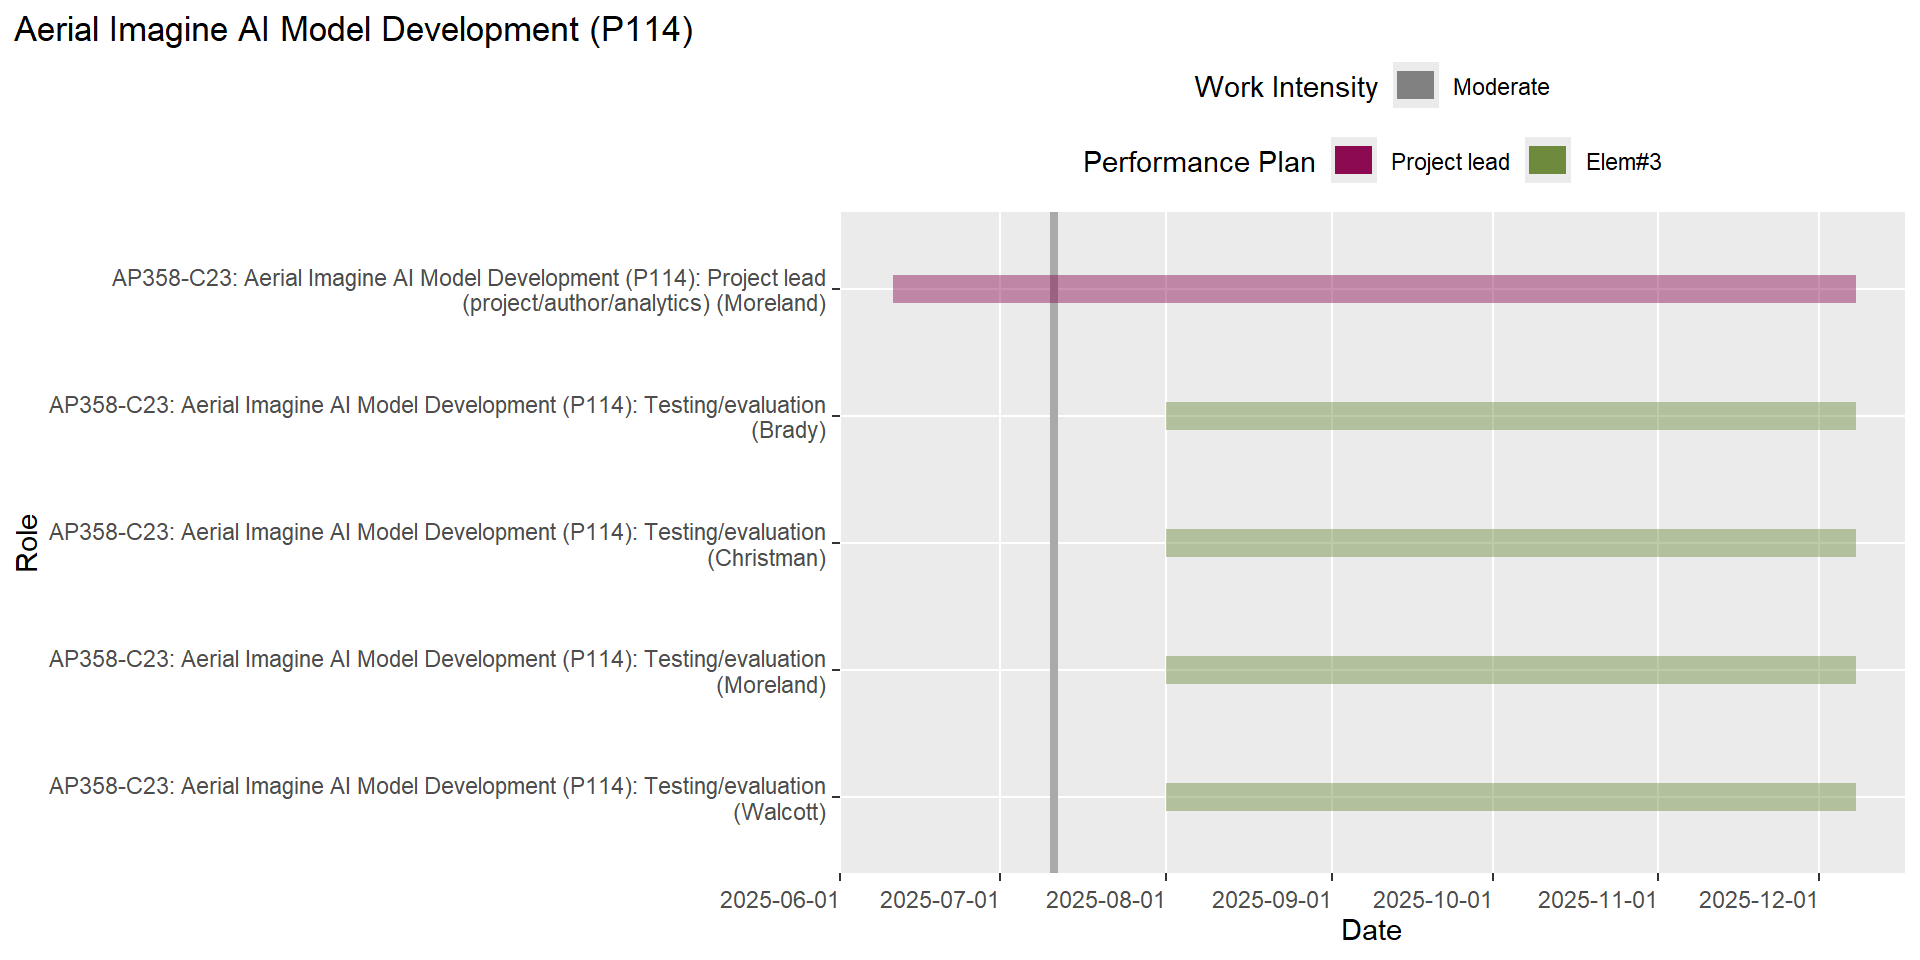 Aerial Imagine AI Model Development (P114)
Work Intensity Moderate
Performance Plan Project lead Elem#3
AP358-C23: Aerial Imagine AI Model Development (P114): Project lead
(project/author/analytics) (Moreland)
AP358-C23: Aerial Imagine AI Model Development (P114): Testing/evaluation
(Brady)
AP358-C23: Aerial Imagine AI Model Development (P114): Testing/evaluation
(Christman)
AP358-C23: Aerial Imagine AI Model Development (P114): Testing/evaluation
(Moreland)
AP358-C23: Aerial Imagine AI Model Development (P114): Testing/evaluation
(Walcott)
Role
2025-06-01 2025-07-01 2025-08-01 2025-09-01 2025-10-01 2025-11-01 2025-12-01
Date